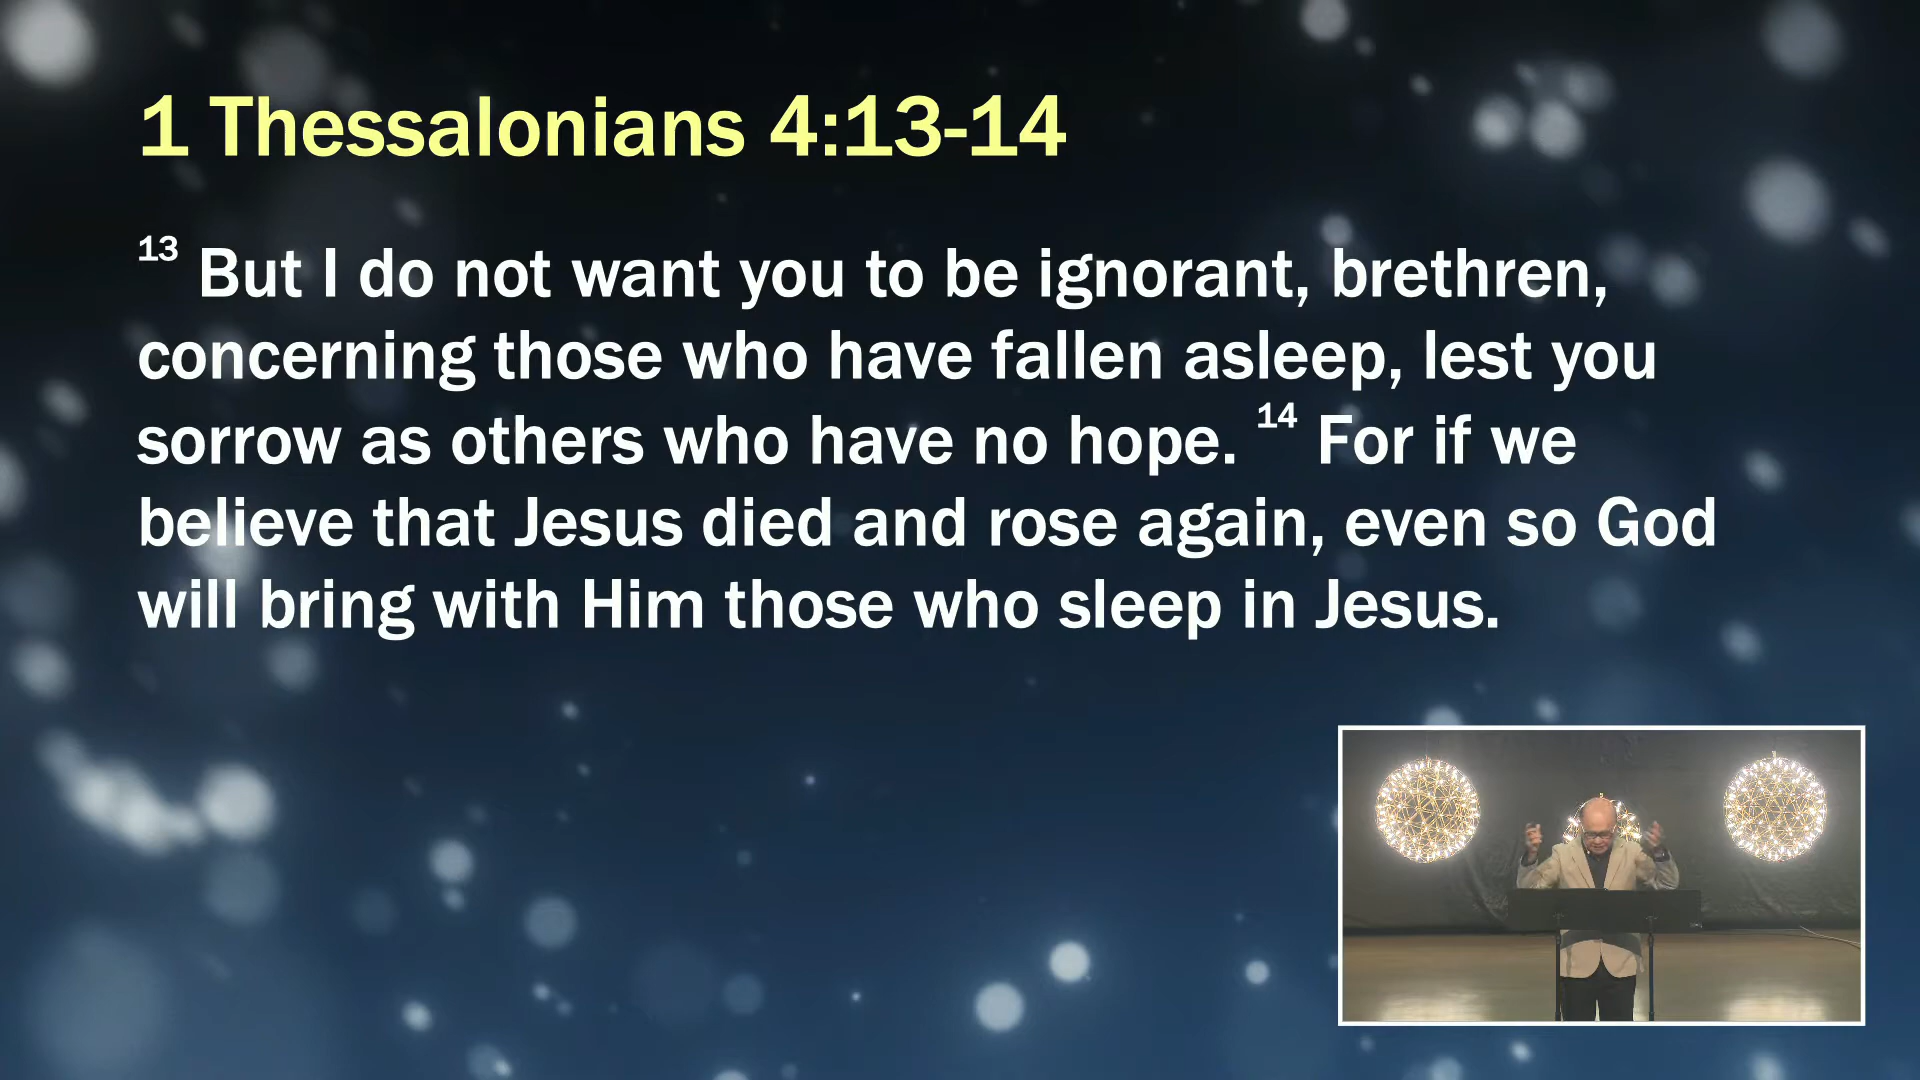 1 Thessalonians 4:13-14
13 But I do not want you to be ignorant, brethren,
concerning those who have fallen asleep, lest you
sorrow as others who have no hope. 14 For if we
believe that Jesus died and rose again, even so God
will bring with Him those who sleep in Jesus.